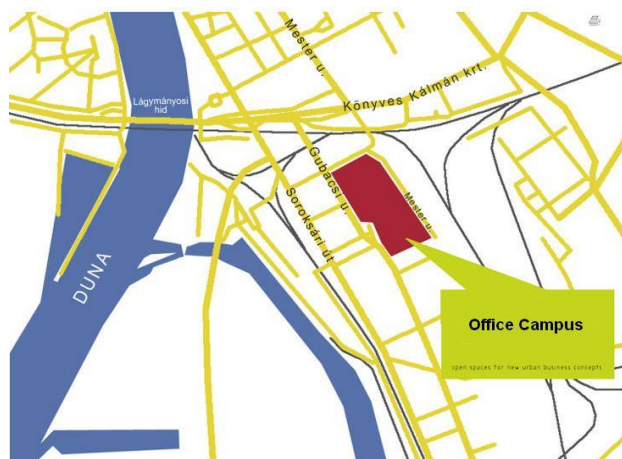 Mester u.
Lágymányosi
híd
Könyves Kálmán krt.
Gubacsi u.
Mester u.
Soroksári út
DUNA
Office Campus
open spaces for new urban business concepts